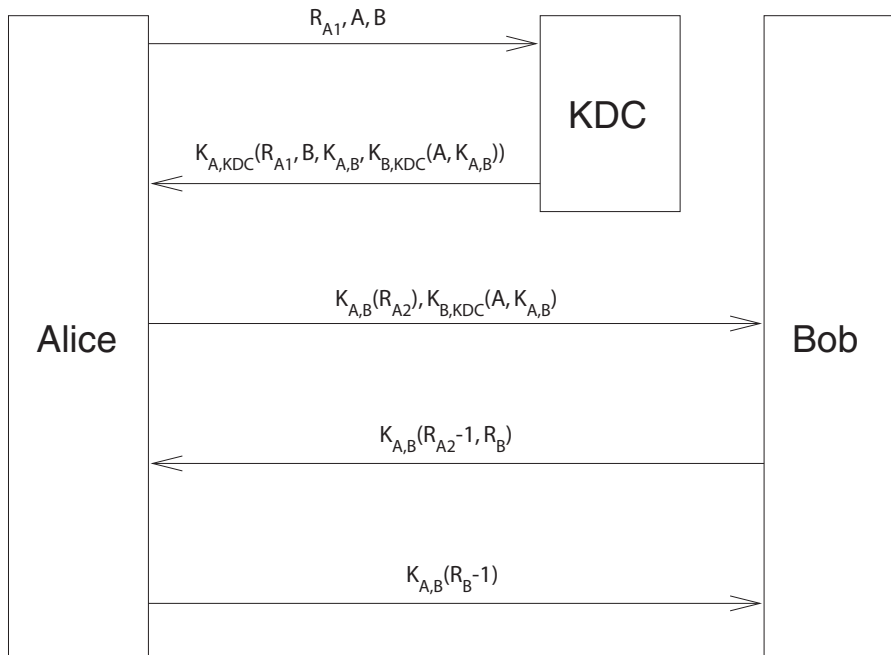 R_A1, A, B
KDC
K_A,KDC(R_A1, B, K_A,B, K_B,KDC(A, K_A,B))
K_A,B(R_A2), K_B,KDC(A, K_A,B)
Alice
Bob
K_A,B(R_A2-1, R_B)
K_A,B(R_B-1)